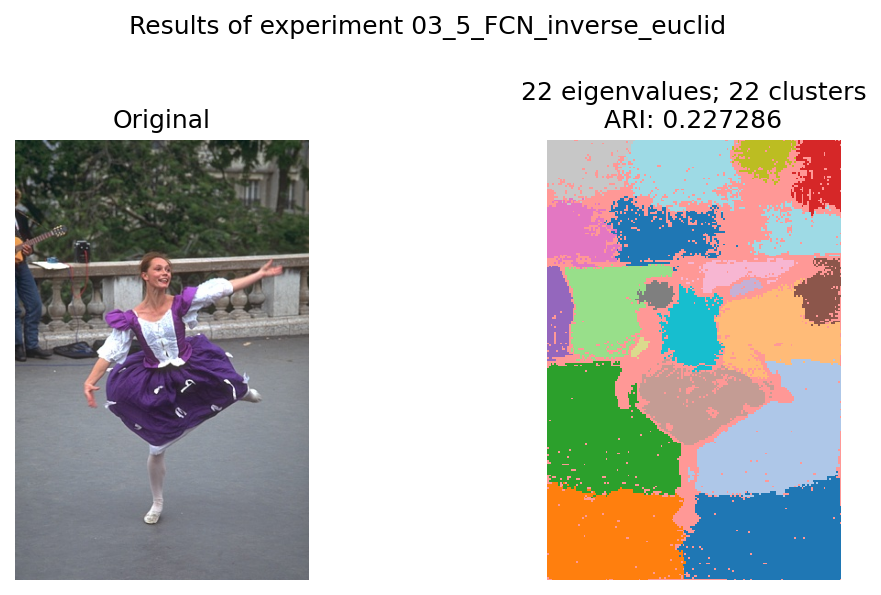 Results of experiment 03_5_FCN_inverse_euclid
Original
22 eigenvalues; 22 clusters
ARI: 0.227286